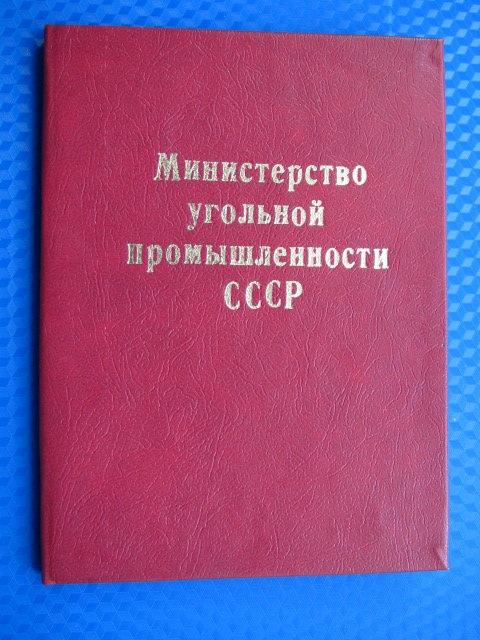 Министерство
угольной
промышленности
СССР